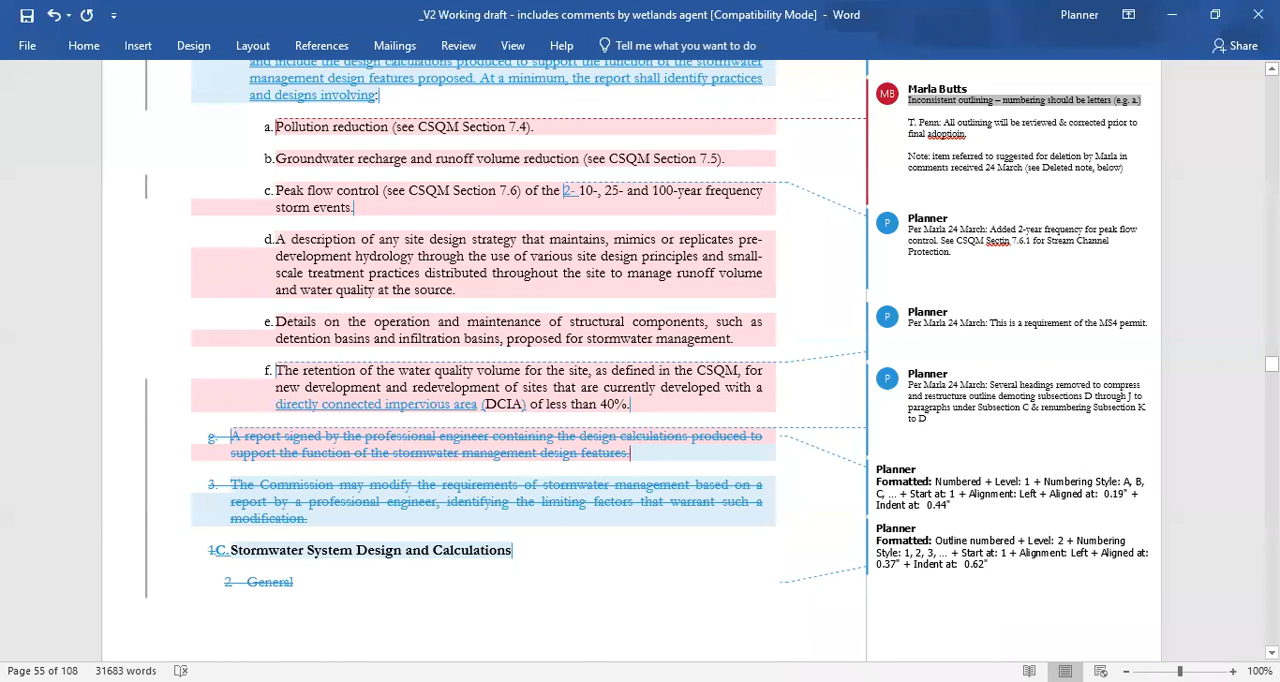 _V2 Working draft - includes comments by wetlands agent [Compatibility Mode] - Word
Planner
File Home Insert Design Layout References Mailings Review View Help Tell me what you want to do Share
and include the design calculations produced to support the function of the stormwater
management design features proposed. At a minimum, the report shall identify practices
and designs involving:
a. Pollution reduction (see CSQM Section 7.4).
b. Groundwater recharge and runoff volume reduction (see CSQM Section 7.5).
c. Peak flow control (see CSQM Section 7.6) of the 2- 10-, 25- and 100-year frequency
storm events.
d. A description of any site design strategy that maintains, mimics or replicates pre-
development hydrology through the use of various site design principles and small-
scale treatment practices distributed throughout the site to manage runoff volume
and water quality at the source.
e. Details on the operation and maintenance of structural components, such as
detention basins and infiltration basins, proposed for stormwater management.
f. The retention of the water quality volume for the site, as defined in the CSQM, for
new development and redevelopment of sites that are currently developed with a
directly connected impervious area (DCIA) of less than 40%.
g. A report signed by the professional engineer containing the design calculations produced to
support the function of the stormwater management design features.
3. The Commission may modify the requirements of stormwater management based on a
report by a professional engineer, identifying the limiting factors that warrant such a
modification.
1C. Stormwater System Design and Calculations
2 General
MB
Marla Butts
Inconsistent outlining – numbering should be letters (e.g. a.)
T. Penn: All outlining will be reviewed & corrected prior to
final adoptioin.
Note: item referred to suggested for deletion by Marla in
comments received 24 March (see Deleted note, below)
P
Planner
Per Marla 24 March: Added 2-year frequency for peak flow
control. See CSQM Sectin 7.6.1 for Stream Channel
Protection.
P
Planner
Per Marla 24 March: This is a requirement of the MS4 permit.
P
Planner
Per Marla 24 March: Several headings removed to compress
and restructure outline demoting subsections D through J to
paragraphs under Subsection C & renumbering Subsection K
to D
Planner
Formatted: Numbered + Level: 1 + Numbering Style: A, B,
C, ... + Start at: 1 + Alignment: Left + Aligned at: 0.19" +
Indent at: 0.44"
Planner
Formatted: Outline numbered + Level: 2 + Numbering
Style: 1, 2, 3, ... + Start at: 1 + Alignment: Left + Aligned at:
0.37" + Indent at: 0.62"
Page 55 of 108 31683 words 100%